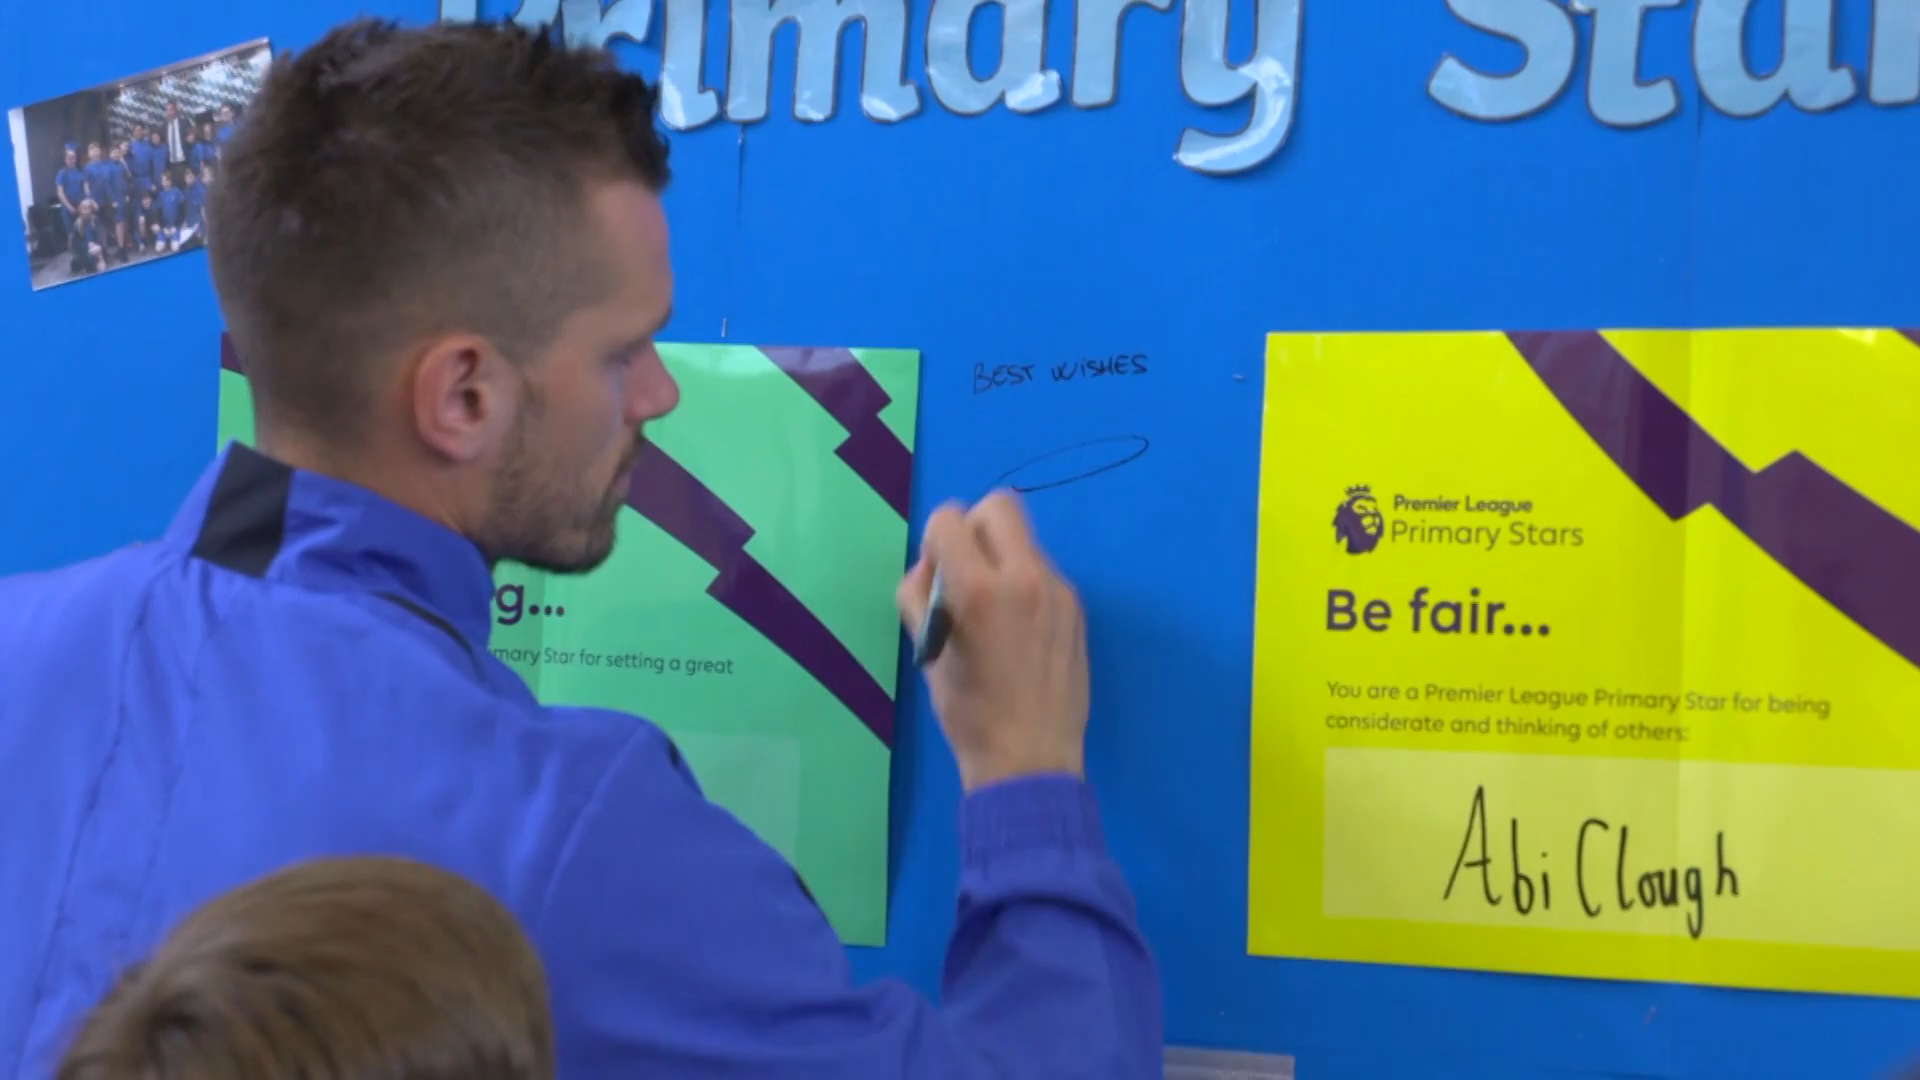 Primary Star
BEST WISHES
g...
imary Star for setting a great
Premier League
Primary Stars
Be fair...
You are a Premier League Primary Star for being
considerate and thinking of others:
Abi Clough